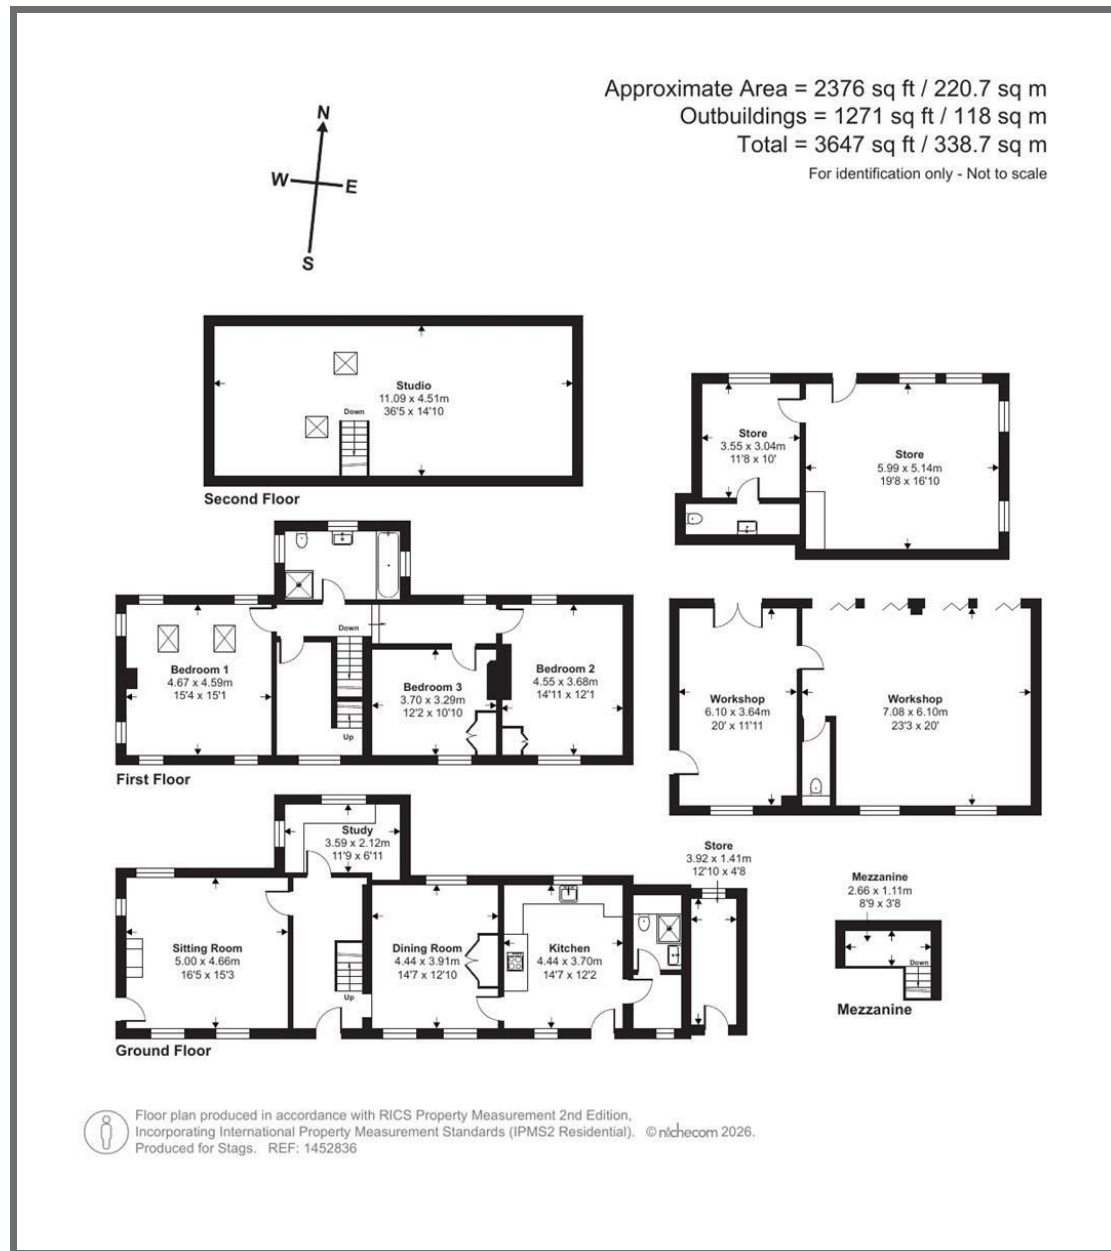 Approximate Area = 2376 sq ft / 220.7 sq m
Outbuildings = 1271 sq ft / 118 sq m
Total = 3647 sq ft / 338.7 sq m
For identification only - Not to scale
N
W
E
S
Studio
11.09 x 4.51m
36'5 x 14'10
Down
Second Floor
Store
3.55 x 3.04m
11'8 x 10'
Store
5.99 x 5.14m
19'8 x 16'10
Bedroom 1
4.67 x 4.59m
15'4 x 15'1
Down
Up
Bedroom 3
3.70 x 3.29m
12'2 x 10'10
Bedroom 2
4.55 x 3.68m
14'11 x 12'1
First Floor
Workshop
6.10 x 3.64m
20' x 11'11
Workshop
7.08 x 6.10m
23'3 x 20'
Study
3.59 x 2.12m
11'9 x 6'11
Sitting Room
5.00 x 4.66m
16'5 x 15'3
Up
Dining Room
4.44 x 3.91m
14'7 x 12'10
Kitchen
4.44 x 3.70m
14'7 x 12'2
Store
3.92 x 1.41m
12'10 x 4'8
Ground Floor
Mezzanine
2.66 x 1.11m
8'9 x 3'8
Down
Mezzanine
Floor plan produced in accordance with RICS Property Measurement 2nd Edition,
Incorporating International Property Measurement Standards (IPMS2 Residential). © nichecom 2026.
Produced for Stags. REF: 1452836